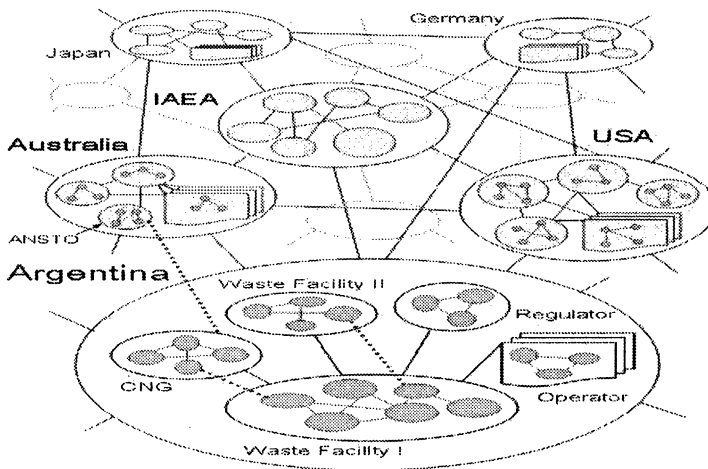 Germany
Japan
IAEA
Australia
USA
ANSTO
Argentina
Waste Facility II
Regulator
CNG
Operator
Waste Facility I